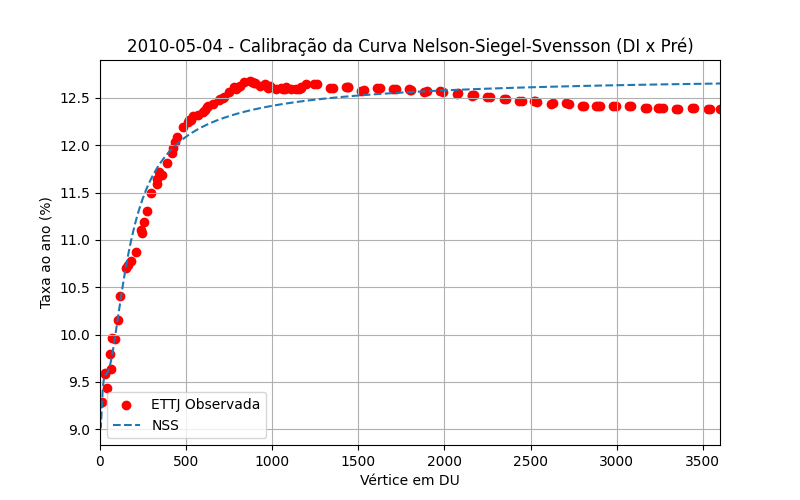 2010-05-04 - Calibração da Curva Nelson-Siegel-Svensson (DI x Pré)
Taxa ao ano (%)
12.5
12.0
11.5
11.0
10.5
10.0
9.5
9.0
ETTJ Observada
NSS
0 500 1000 1500 2000 2500 3000 3500
Vértice em DU